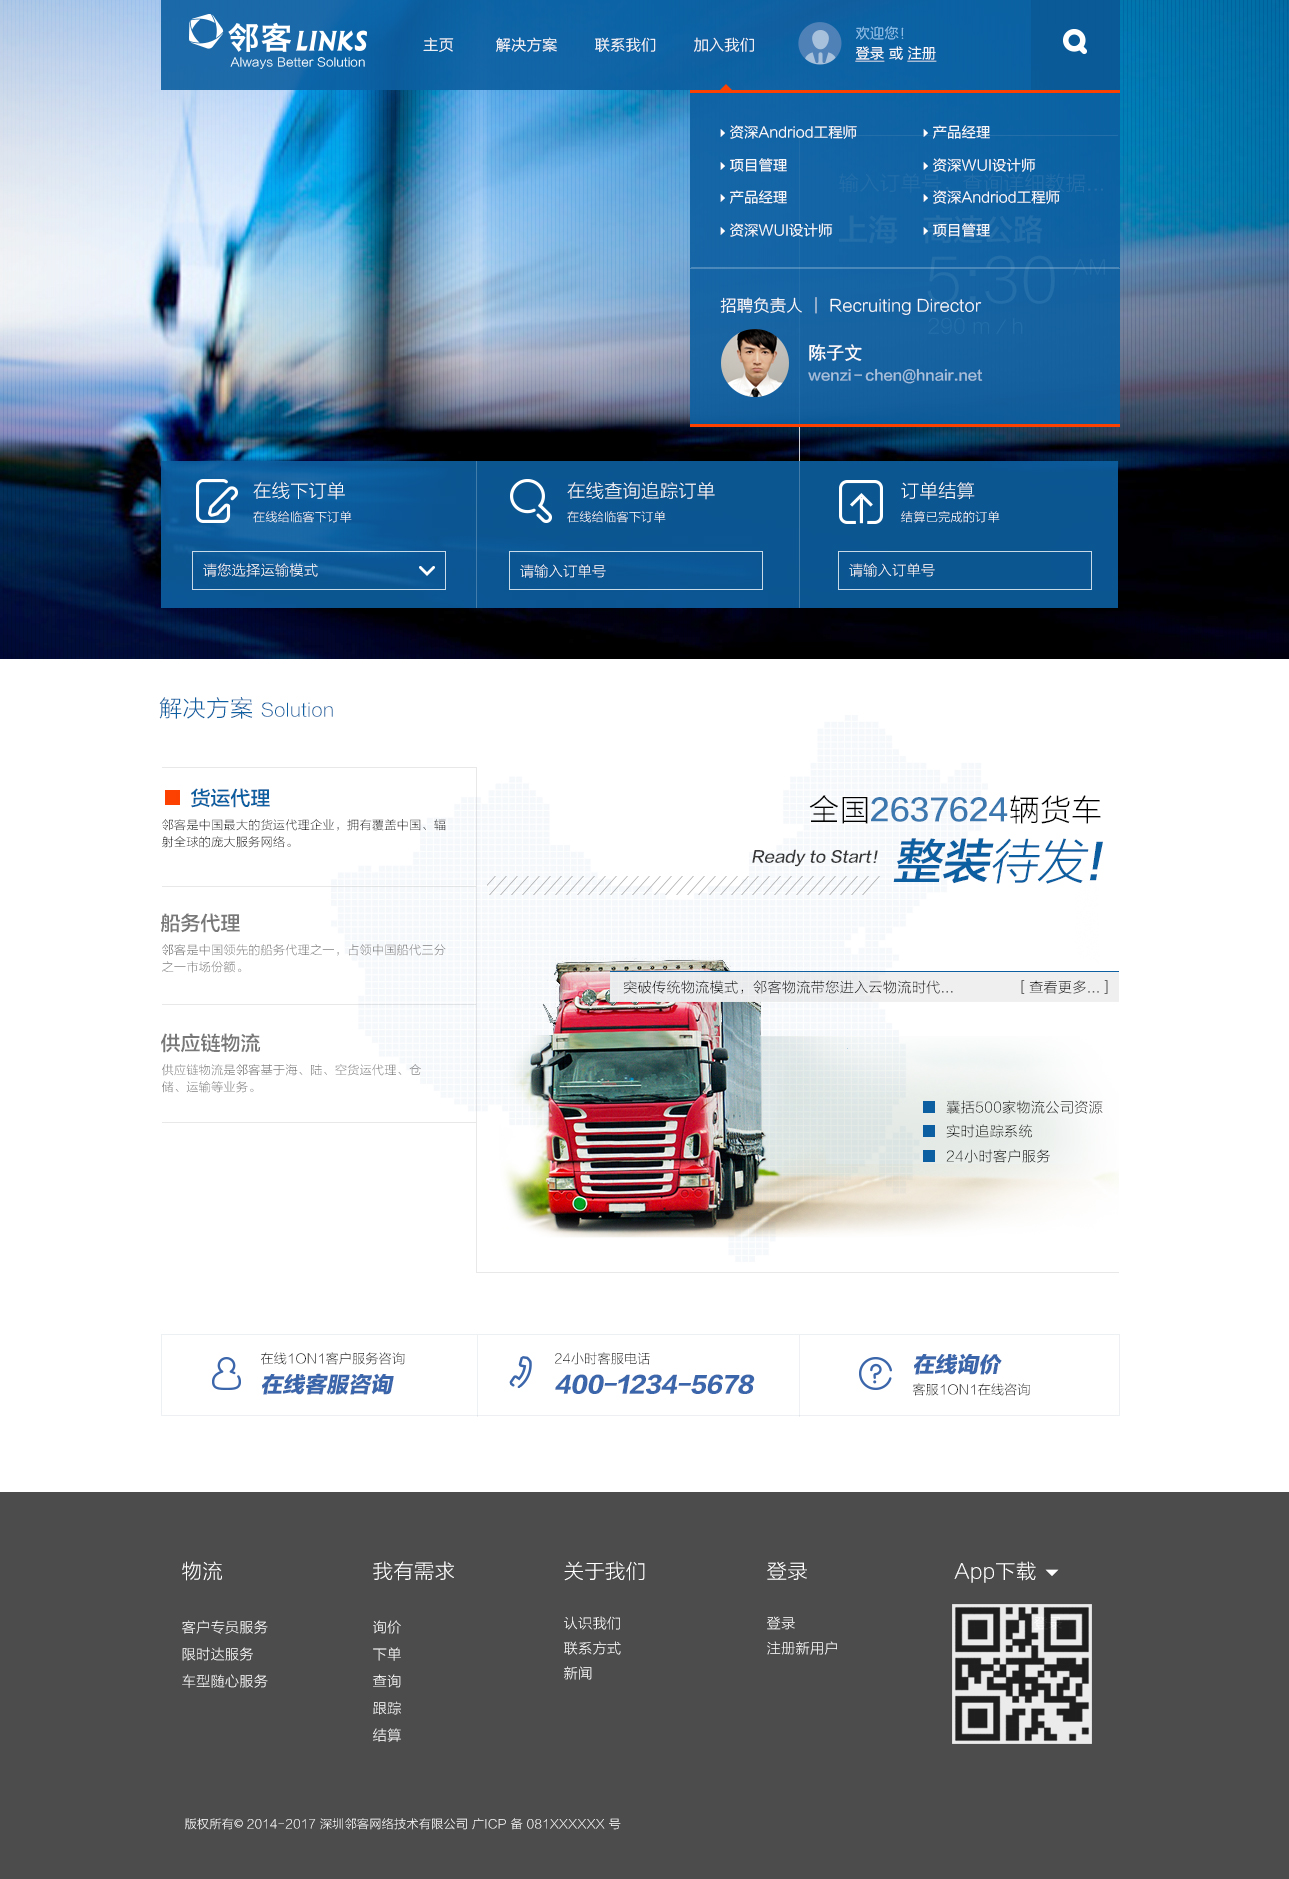 邻客 LINKS
Always Better Solution
主页
解决方案
联系我们
加入我们
欢迎您!
登录 或 注册
资深Andriod工程师
产品经理
项目管理
资深WUI设计师
产品经理
资深Andriod工程师
资深WUI设计师
项目管理
上海 高速公路
5:30 AM
290 m / h
招聘负责人 | Recruiting Director
陈子文
wenzi-chen@hnair.net
在线下订单
在线给临客下订单
请您选择运输模式
在线查询追踪订单
在线给临客下订单
请输入订单号
订单结算
结算已完成的订单
请输入订单号
解决方案 Solution
货运代理
邻客是中国最大的货运代理企业，拥有覆盖中国、辐
射全球的庞大服务网络。
船务代理
邻客是中国领先的船务代理之一，占领中国船代三分
之一市场份额。
供应链物流
供应链物流是邻客基于海、陆、空货运代理、仓
储、运输等业务。
全国2637624辆货车
Ready to Start!
整装待发!
突破传统物流模式，邻客物流带您进入云物流时代...
[ 查看更多... ]
囊括500家物流公司资源
实时追踪系统
24小时客户服务
在线1ON1客户服务咨询
在线客服咨询
24小时客服电话
400-1234-5678
在线询价
客服1ON1在线咨询
物流
客户专员服务
限时达服务
车型随心服务
我有需求
询价
下单
查询
跟踪
结算
关于我们
认识我们
联系方式
新闻
登录
登录
注册新用户
App下载
版权所有© 2014-2017 深圳邻客网络技术有限公司 广ICP 备 081XXXXXX 号